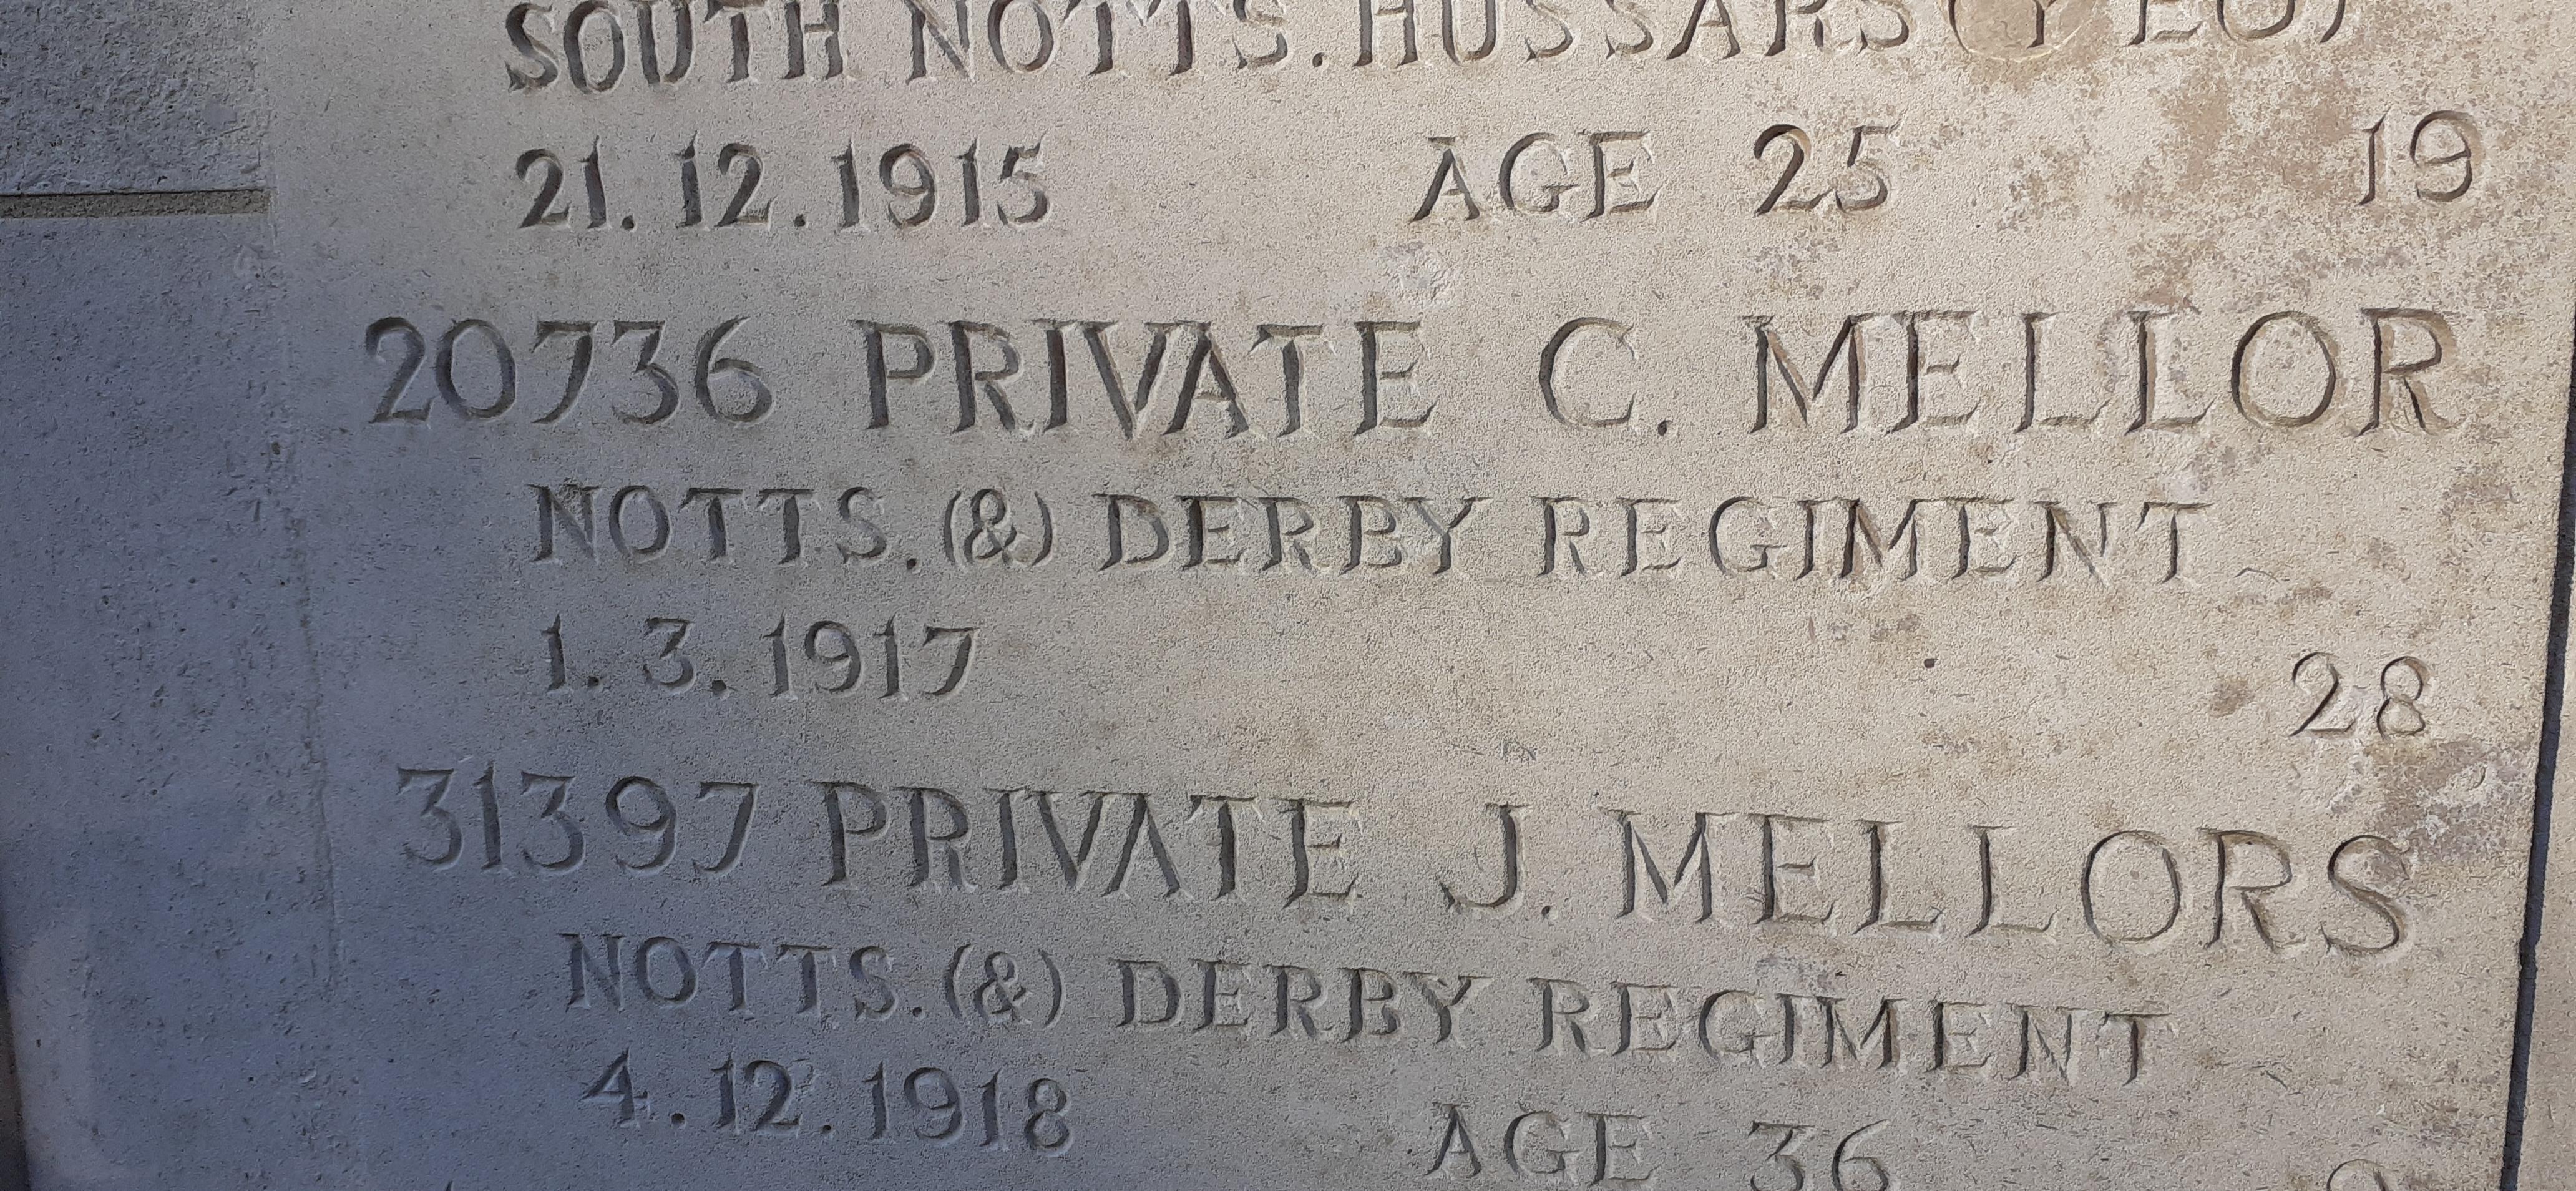 SOUTH NOTTS. HUSSARS (YEO)
21. 12. 1915 AGE 25 19
20736 PRIVATE C. MELLOR
NOTTS. (&) DERBY REGIMENT
1. 3. 1917 28
31397 PRIVATE J. MELLORS
NOTTS. (&) DERBY REGIMENT
4. 12. 1918 AGE 36